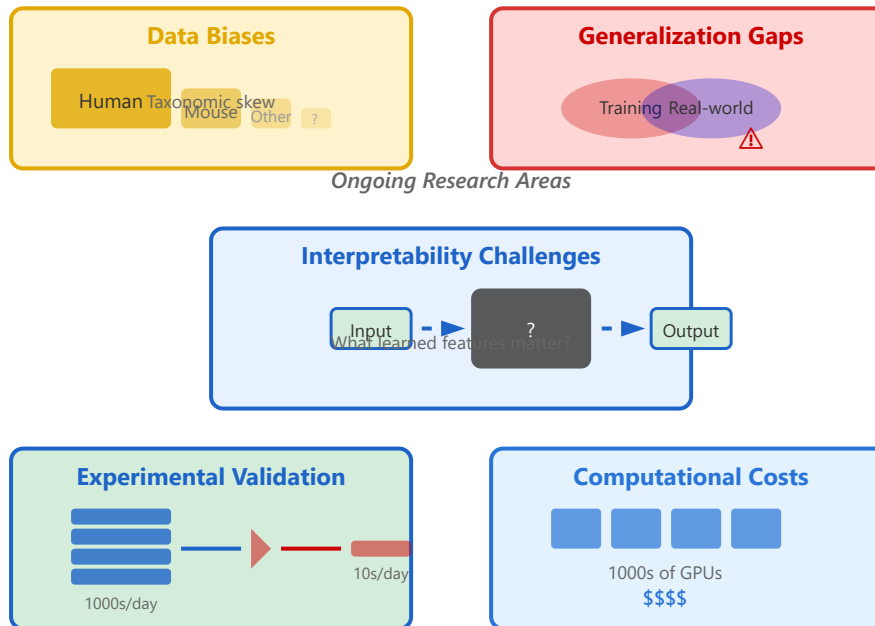 Data Biases
Human
Taxonomic skew
Mouse
Other
?
Generalization Gaps
Training
Real-world
Ongoing Research Areas
Interpretability Challenges
Input
?
Output
What learned features matter?
Experimental Validation
1000s/day
10s/day
Computational Costs
1000s of GPUs
$$$$